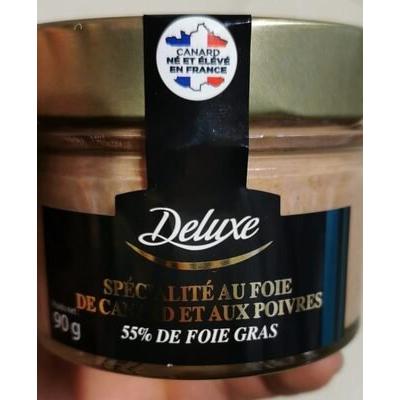 CANARD
NÉ ET ÉLEVÉ
EN FRANCE
Deluxe
SPÉCIALITÉ AU FOIE
DE CANARD ET AUX POIVRES
90 g
55% DE FOIE GRAS